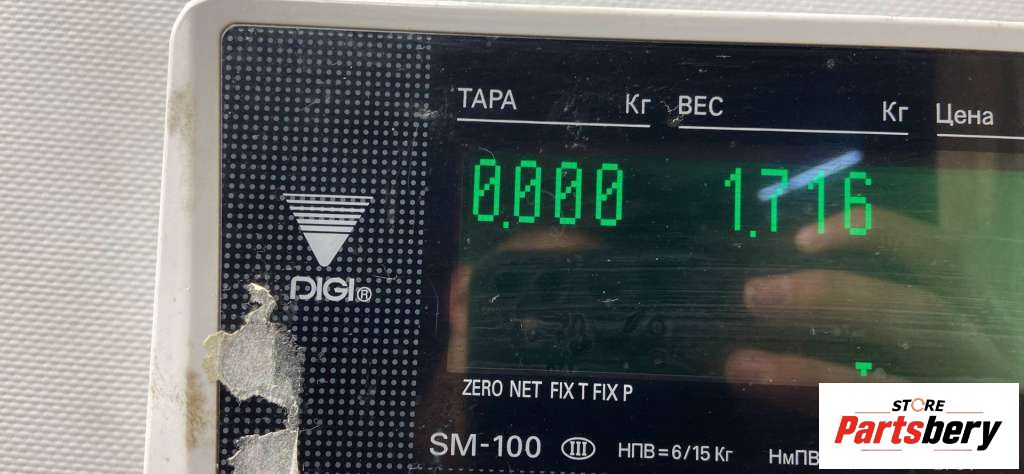 ТАРА Кг ВЕС Кг Цена
0.000 1.716
DIGI®
ZERO NET FIX T FIX P
SM-100 III НПВ=6/15 Кг НмПВ
STORE
Partsbery